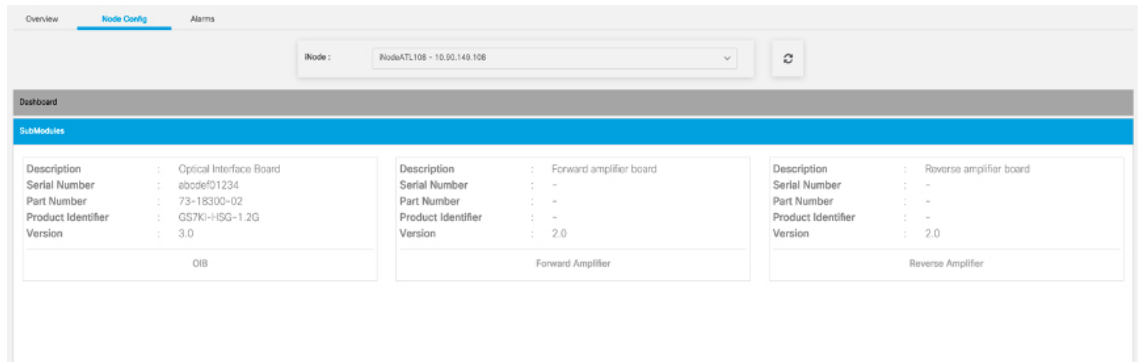 Overview Node Config Alarms
iNode : iNodeATL108 - 10.90.149.108
Dashboard
SubModules
Description : Optical Interface Board
Serial Number : abcdef01234
Part Number : 73-18300-02
Product Identifier : GS7KI-HSG-1.2G
Version : 3.0
OIB
Description : Forward amplifier board
Serial Number : -
Part Number : -
Product Identifier : -
Version : 2.0
Forward Amplifier
Description : Reverse amplifier board
Serial Number : -
Part Number : -
Product Identifier : -
Version : 2.0
Reverse Amplifier